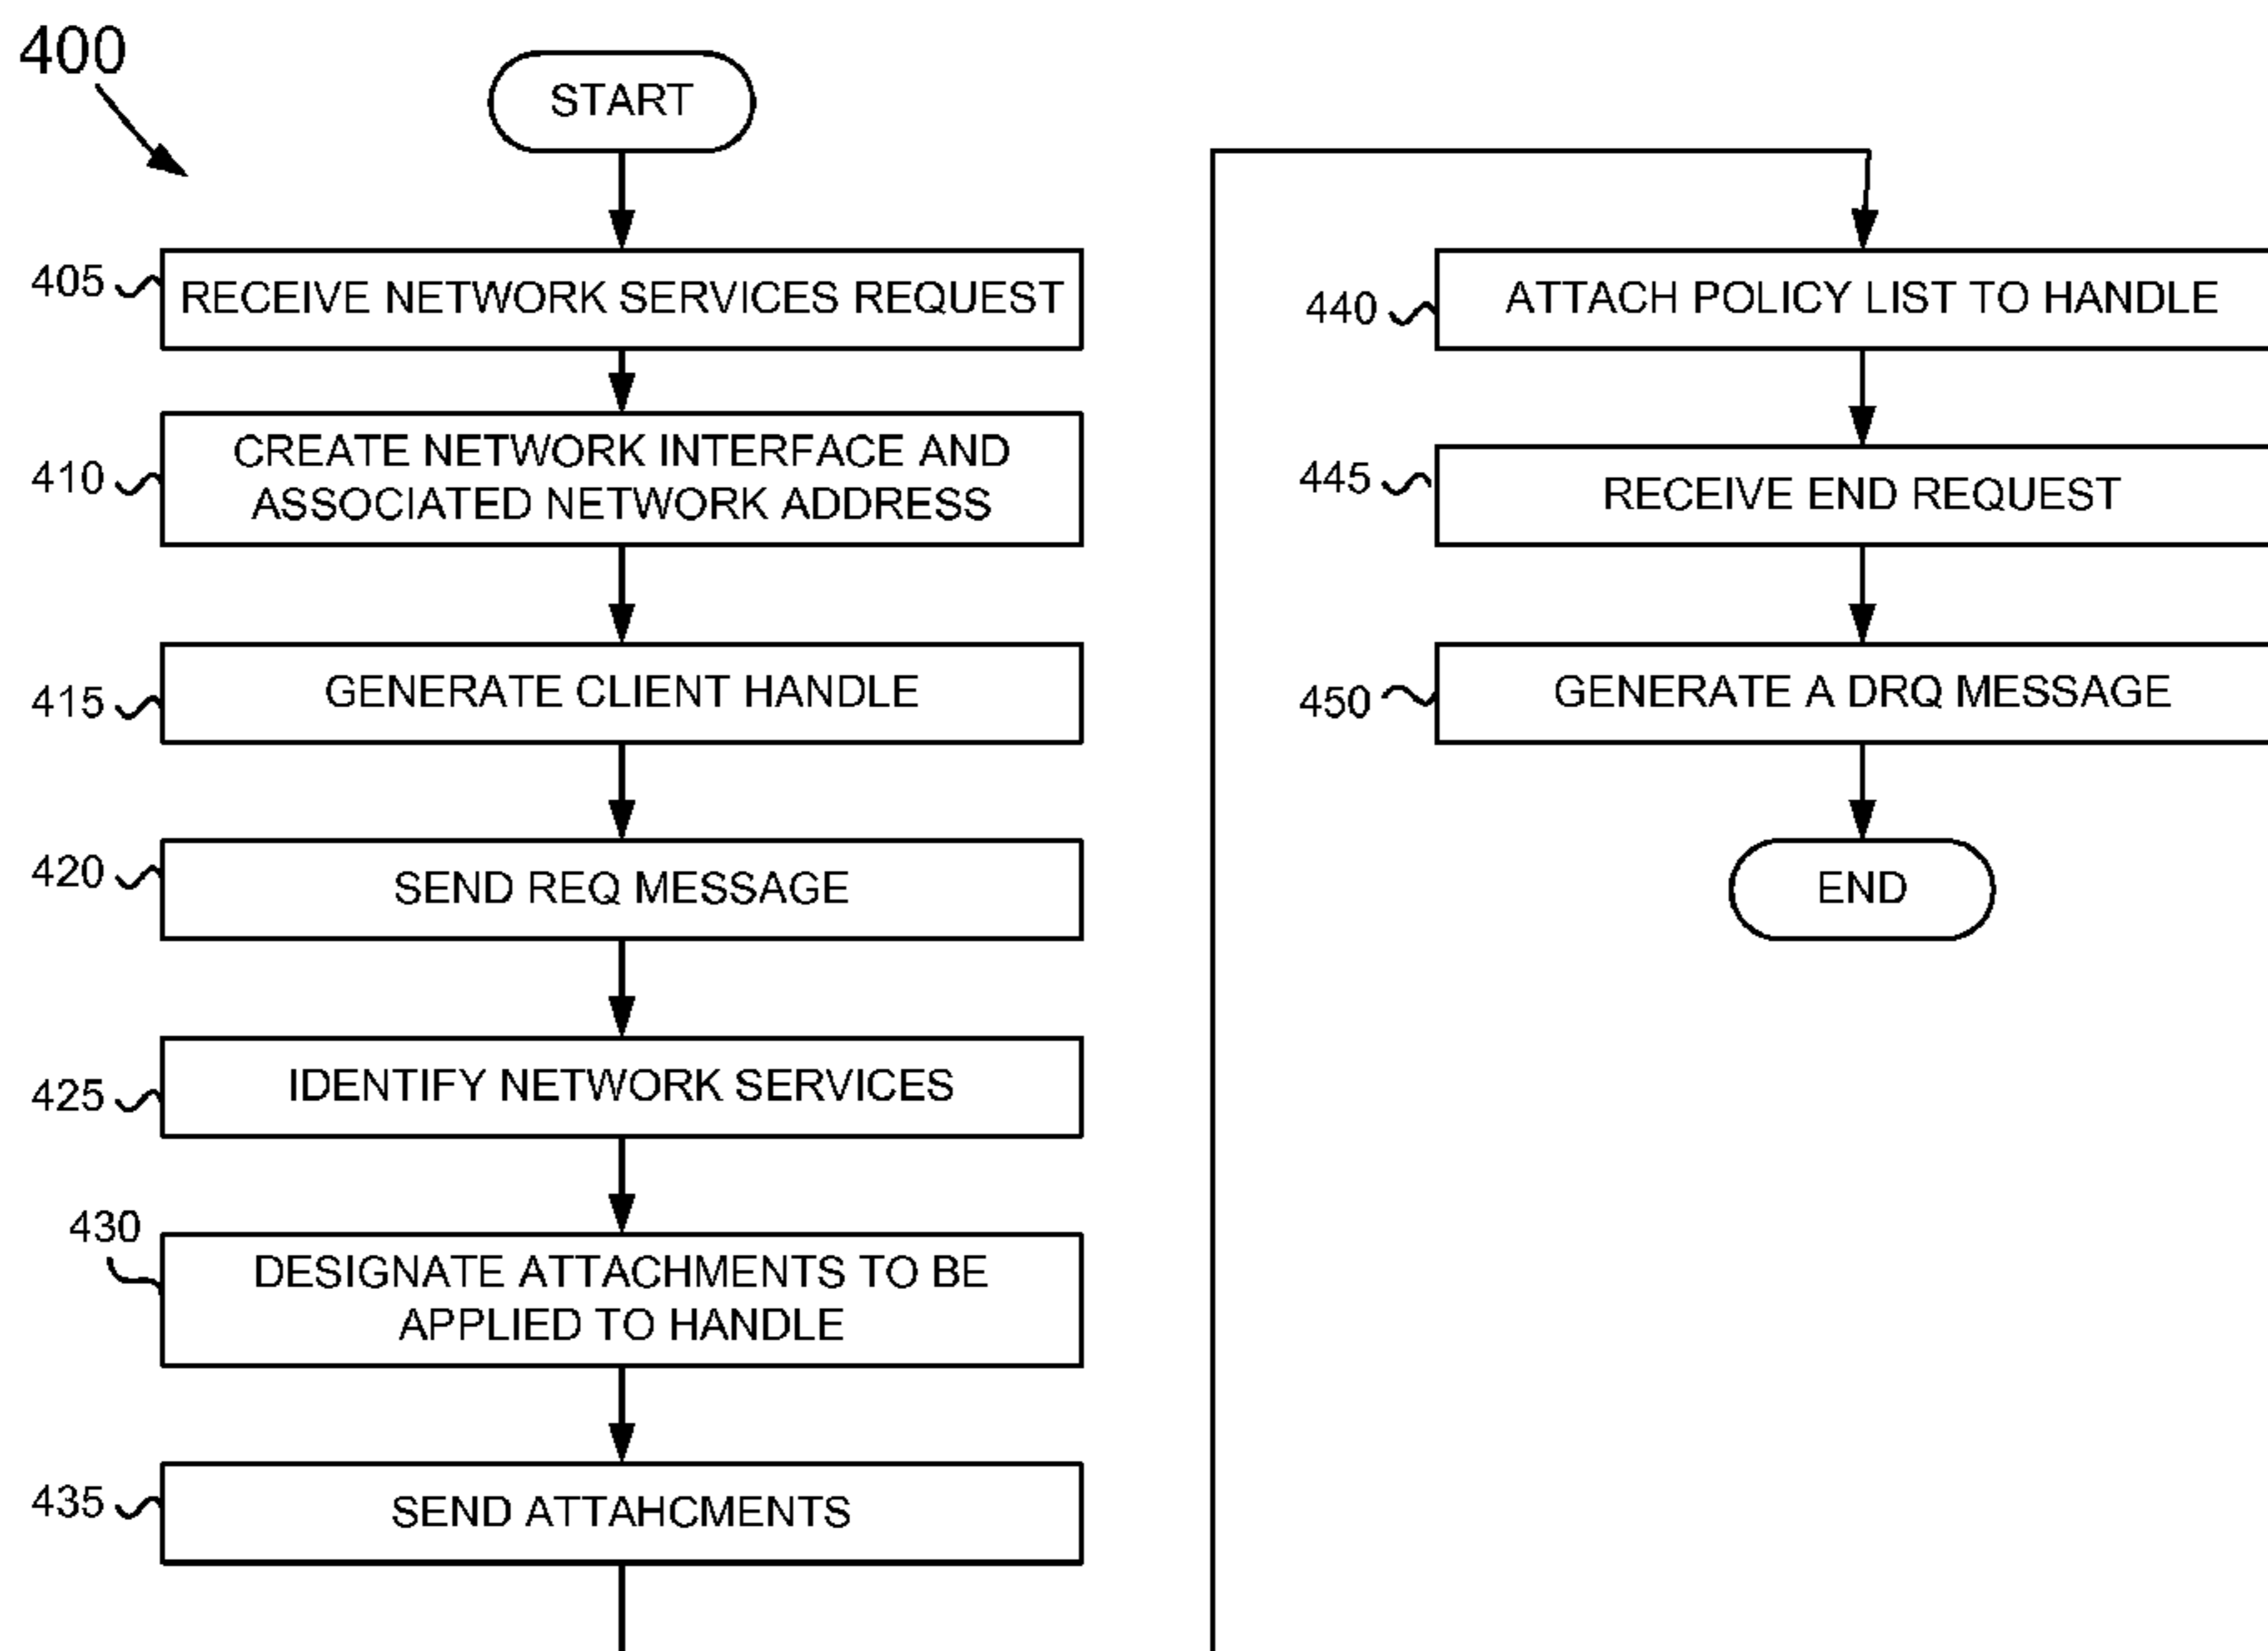 400
START
405
RECEIVE NETWORK SERVICES REQUEST
410
CREATE NETWORK INTERFACE AND
ASSOCIATED NETWORK ADDRESS
415
GENERATE CLIENT HANDLE
420
SEND REQ MESSAGE
425
IDENTIFY NETWORK SERVICES
430
DESIGNATE ATTACHMENTS TO BE
APPLIED TO HANDLE
435
SEND ATTAHCMENTS
440
ATTACH POLICY LIST TO HANDLE
445
RECEIVE END REQUEST
450
GENERATE A DRQ MESSAGE
END